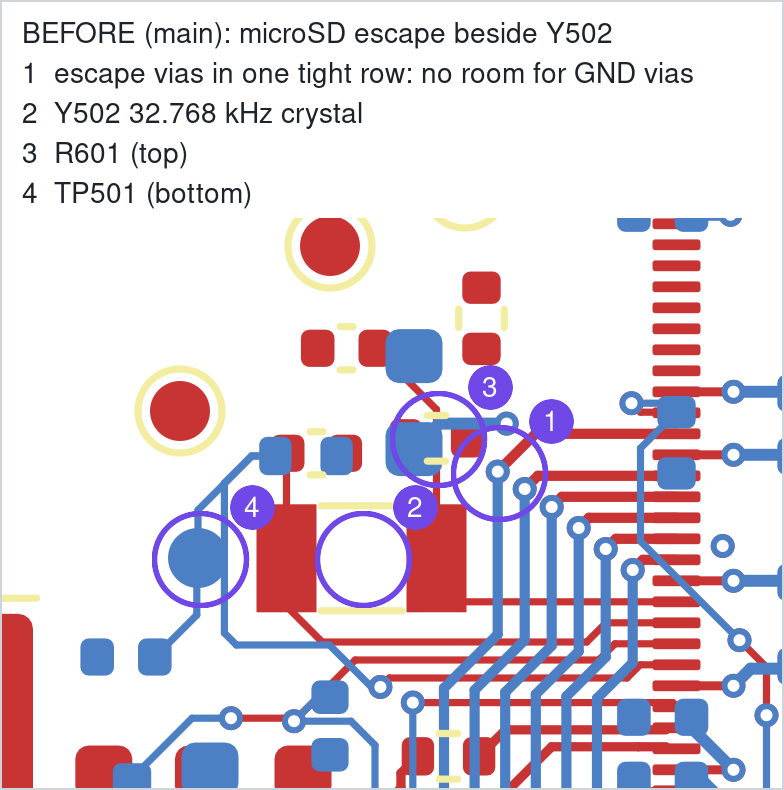 BEFORE (main): microSD escape beside Y502
1 escape vias in one tight row: no room for GND vias
2 Y502 32.768 kHz crystal
3 R601 (top)
4 TP501 (bottom)
3
1
4
2